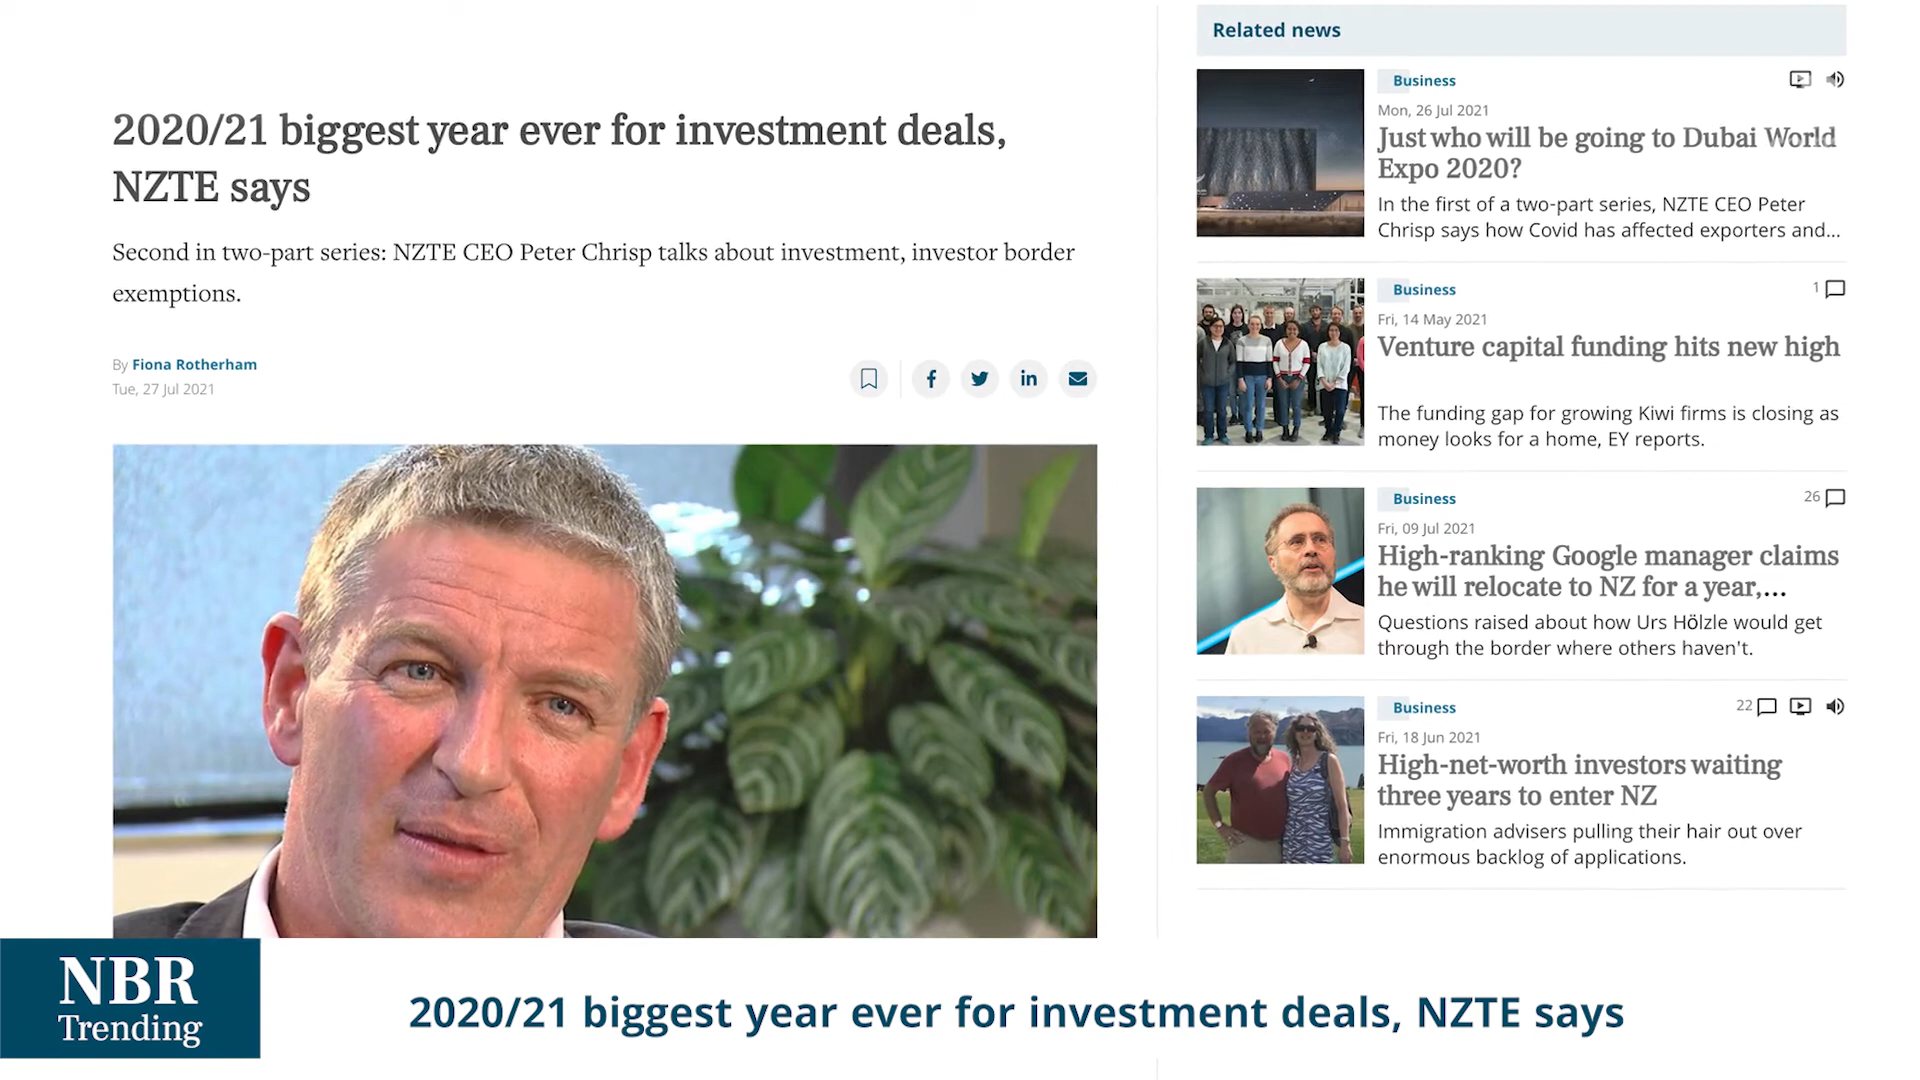 2020/21 biggest year ever for investment deals,
NZTE says
Second in two-part series: NZTE CEO Peter Chrisp talks about investment, investor border
exemptions.
By Fiona Rotherham
Tue, 27 Jul 2021
Related news
Business
Mon, 26 Jul 2021
Just who will be going to Dubai World
Expo 2020?
In the first of a two-part series, NZTE CEO Peter
Chrisp says how Covid has affected exporters and...
Business
1
Fri, 14 May 2021
Venture capital funding hits new high
The funding gap for growing Kiwi firms is closing as
money looks for a home, EY reports.
Business
26
Fri, 09 Jul 2021
High-ranking Google manager claims
he will relocate to NZ for a year,...
Questions raised about how Urs Hölzle would get
through the border where others haven't.
Business
22
Fri, 18 Jun 2021
High-net-worth investors waiting
three years to enter NZ
Immigration advisers pulling their hair out over
enormous backlog of applications.
NBR
Trending
2020/21 biggest year ever for investment deals, NZTE says